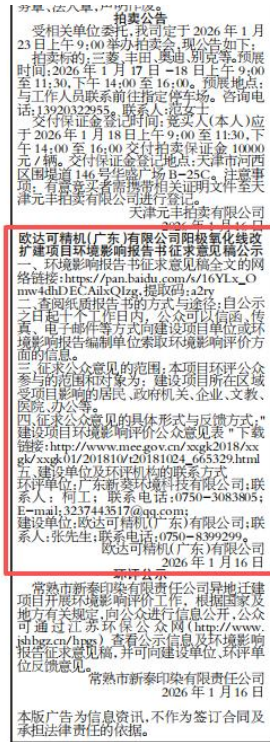 拍卖公告
受相关单位委托,我司定于2026年1月
23日上午9:00举办拍卖会,现公告如下:
拍卖标的:三菱、丰田、奥迪、别克等。预展
时间:2026年1月17日-18日上午9:00
至11:30,下午14:00至16:00。预展地点:
与工作人员联系前往指定停车场。咨询电
话:13920322955。联系人:范女士。
交付保证金登记时间:竞买人(本人)应
于2026年1月18日上午9:00至11:30,下
午14:00至16:00交付拍卖保证金10000
元/辆。交付保证金登记地点:天津市河西
区围堤道146号华盛广场B-25C。注意事
项:有意竞买者需携带相关证明文件至天
津元丰拍卖有限公司进行登记。
天津元丰拍卖有限公司
2026年1月16日
欧达可精机(广东)有限公司阳极氧化线改
扩建项目环境影响报告书征求意见稿公示
一、环境影响报告书征求意见稿全文的网
络链接:https://pan.baidu.com/s/16YLx_O
mw4dhDECAilxQIzg,提取码:a2rv
二、查阅纸质报告书的方式与途径:自公示
之日起十个工作日内,公众可以信函、传
真、电子邮件等方式向建设项目单位或环
境影响报告编制单位索取环境影响评价方
面的信息。
三、征求公众意见的范围:本项目环评公众
参与的范围和对象为:建设项目所在区域
受项目影响的居民、政府机关、企业、文教、
医院、办公等。
四、征求公众意见的具体形式与反馈方式:"
建设项目环境影响评价公众意见表"下载
链接:http://www.mee.gov.cn/xxgk2018/xx
gk/xxgk01/201810/t20181024_665329.html
五、建设单位及环评机构的联系方式
环评单位:广东新葵环境科技有限公司;联
系人:柯工;联系电话:0750-3083805;
E-mail:3237443517@qq.com;
建设单位:欧达可精机(广东)有限公司;联
系人:张先生;联系电话:0750-8399299。
欧达可精机(广东)有限公司
2026年1月16日
环评公示
常熟市新泰印染有限责任公司异地迁建
项目开展环境影响评价工作,根据国家及
地方有关规定,向公众进行信息公开,公众
可通过江苏环保公众网(http://www.
jshbgz.cn/hpgs)查看公示信息及环境影响
报告征求意见稿,并可向建设单位、环评单
位反馈意见。
常熟市新泰印染有限责任公司
2026年1月16日
本版广告为信息资讯,不作为签订合同及
承担法律责任的依据。